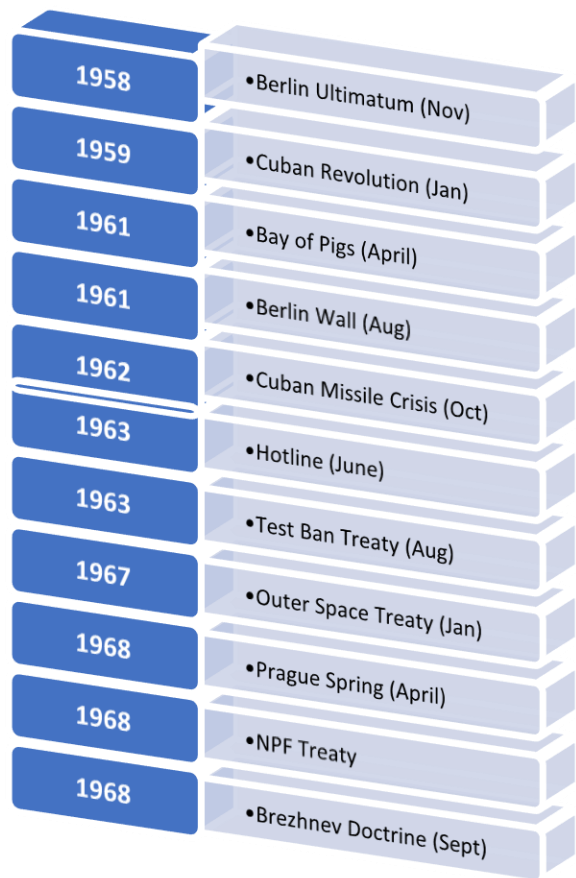 1958
•Berlin Ultimatum (Nov)
1959
•Cuban Revolution (Jan)
1961
•Bay of Pigs (April)
1961
•Berlin Wall (Aug)
1962
•Cuban Missile Crisis (Oct)
1963
•Hotline (June)
1963
•Test Ban Treaty (Aug)
1967
•Outer Space Treaty (Jan)
1968
•Prague Spring (April)
1968
•NPF Treaty
1968
•Brezhnev Doctrine (Sept)